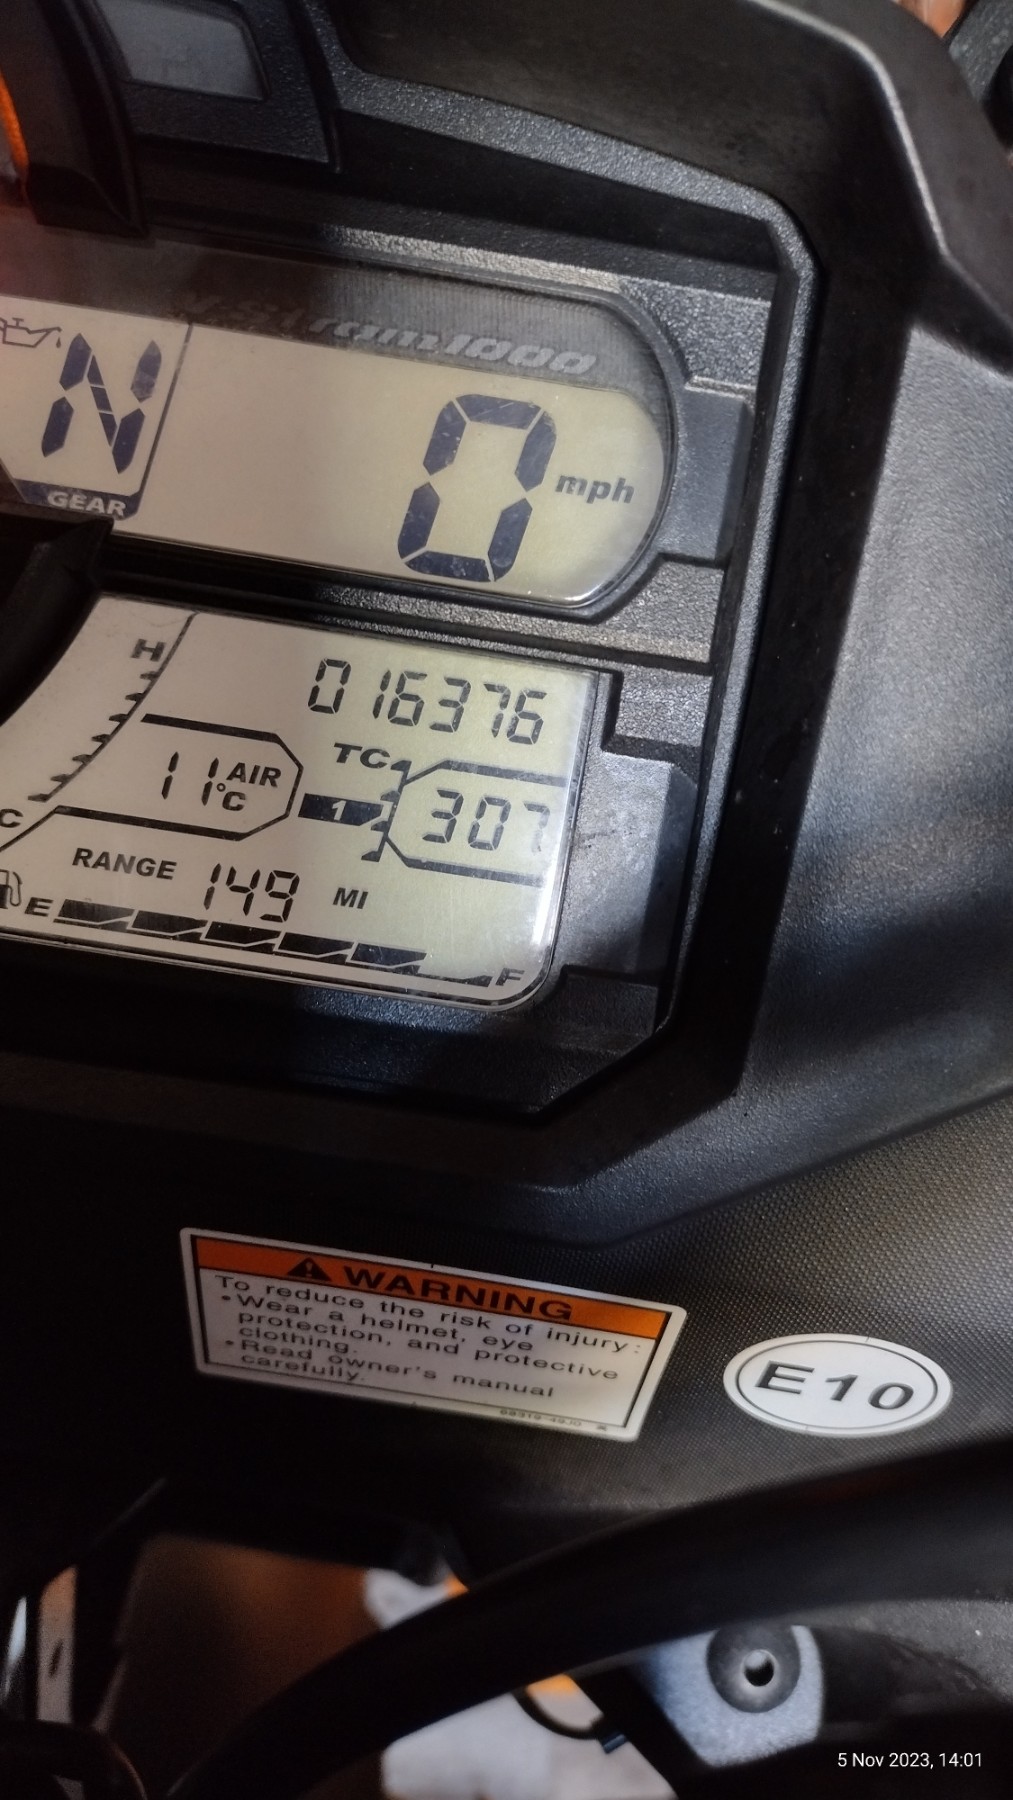 V-Strom1000
N
GEAR
0 mph
H
016376
TC
11 AIR °C
1
307
C
RANGE 149 MI
E
F
WARNING
To reduce the risk of injury:
•Wear a helmet, eye
protection, and protective
clothing.
•Read owner's manual
carefully.
E10
5 Nov 2023, 14:01